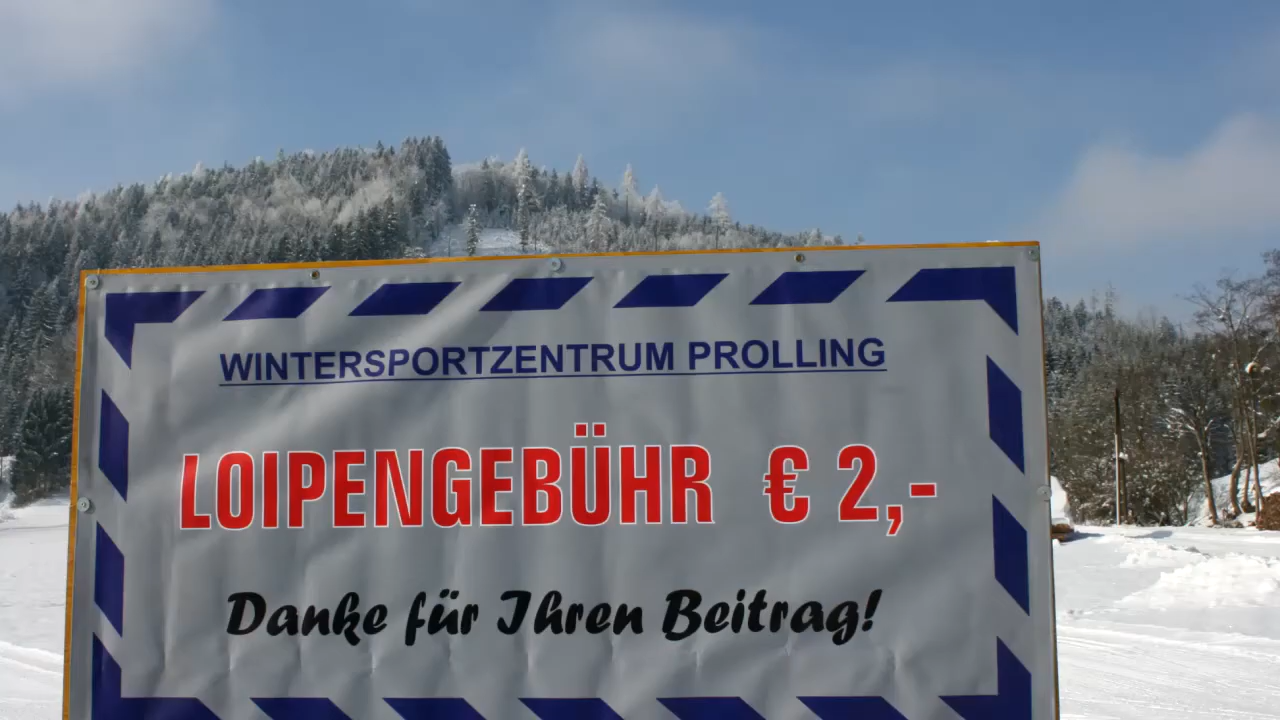 WINTERSPORTZENTRUM PROLLING
LOIPENGEBÜHR € 2,-
Danke für Ihren Beitrag!